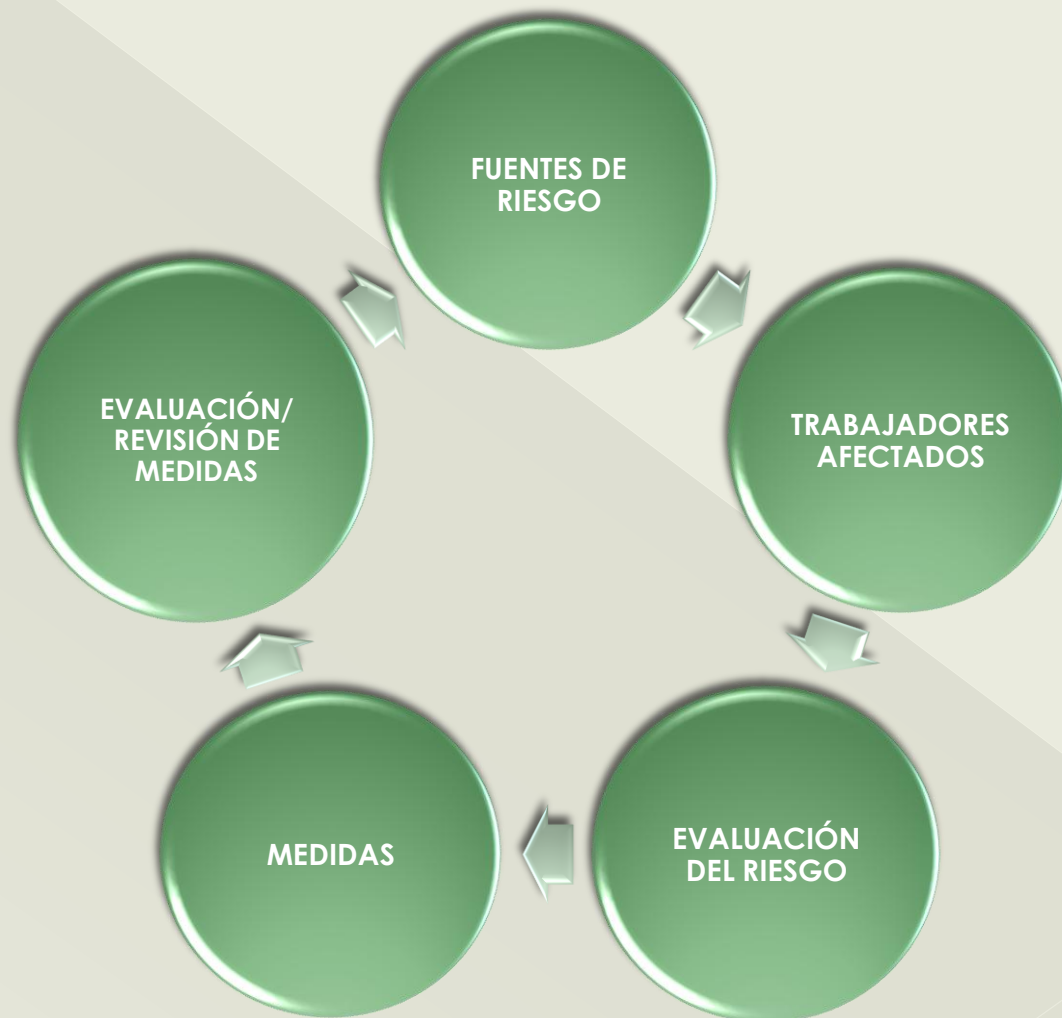 FUENTES DE
RIESGO
TRABAJADORES
AFECTADOS
EVALUACIÓN
DEL RIESGO
MEDIDAS
EVALUACIÓN/
REVISIÓN DE
MEDIDAS